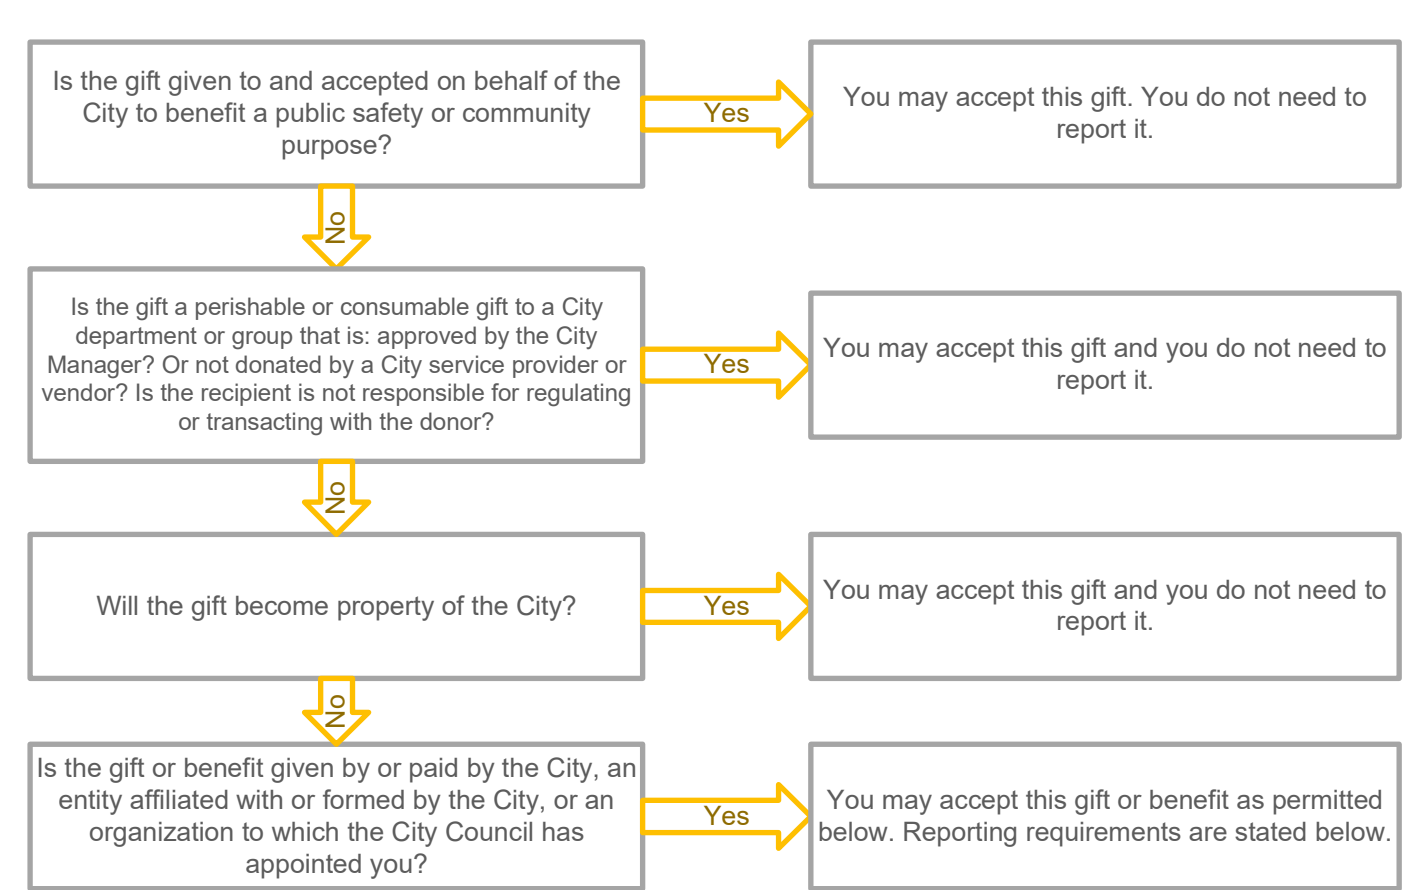 Is the gift given to and accepted on behalf of the
City to benefit a public safety or community
purpose?
Yes
You may accept this gift. You do not need to
report it.
No
Is the gift a perishable or consumable gift to a City
department or group that is: approved by the City
Manager? Or not donated by a City service provider or
vendor? Is the recipient is not responsible for regulating
or transacting with the donor?
Yes
You may accept this gift and you do not need to
report it.
No
Will the gift become property of the City?
Yes
You may accept this gift and you do not need to
report it.
No
Is the gift or benefit given by or paid by the City, an
entity affiliated with or formed by the City, or an
organization to which the City Council has
appointed you?
Yes
You may accept this gift or benefit as permitted
below. Reporting requirements are stated below.